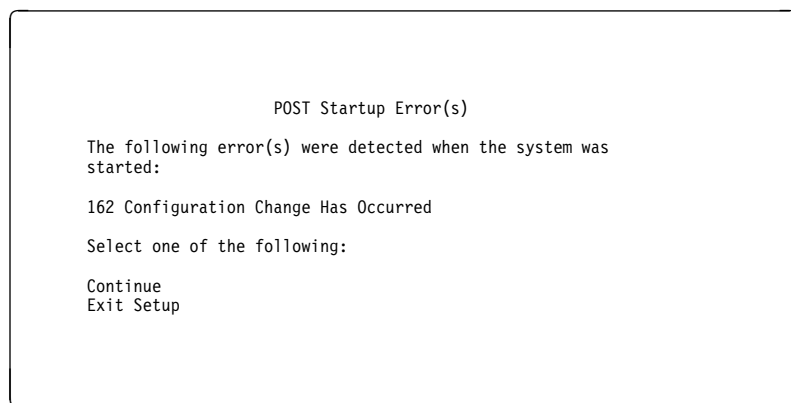 POST Startup Error(s)
The following error(s) were detected when the system was
started:
162 Configuration Change Has Occurred
Select one of the following:
Continue
Exit Setup